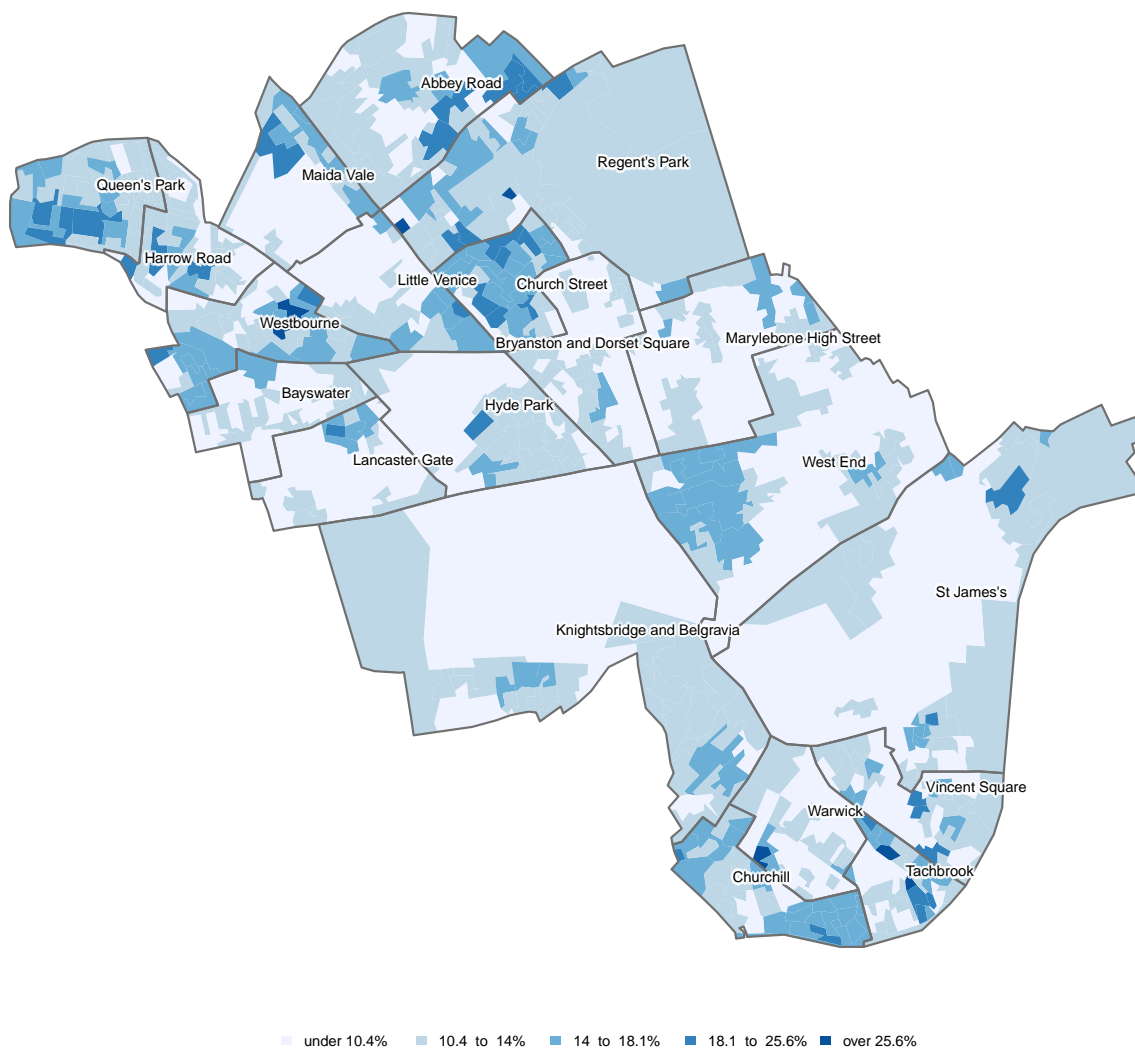 Abbey Road
Regent's Park
Maida Vale
Queen's Park
Harrow Road
Little Venice
Church Street
Westbourne
Bryanston and Dorset Square
Marylebone High Street
Bayswater
Hyde Park
Lancaster Gate
West End
St James's
Knightsbridge and Belgravia
Vincent Square
Warwick
Tachbrook
Churchill
under 10.4% 10.4 to 14% 14 to 18.1% 18.1 to 25.6% over 25.6%